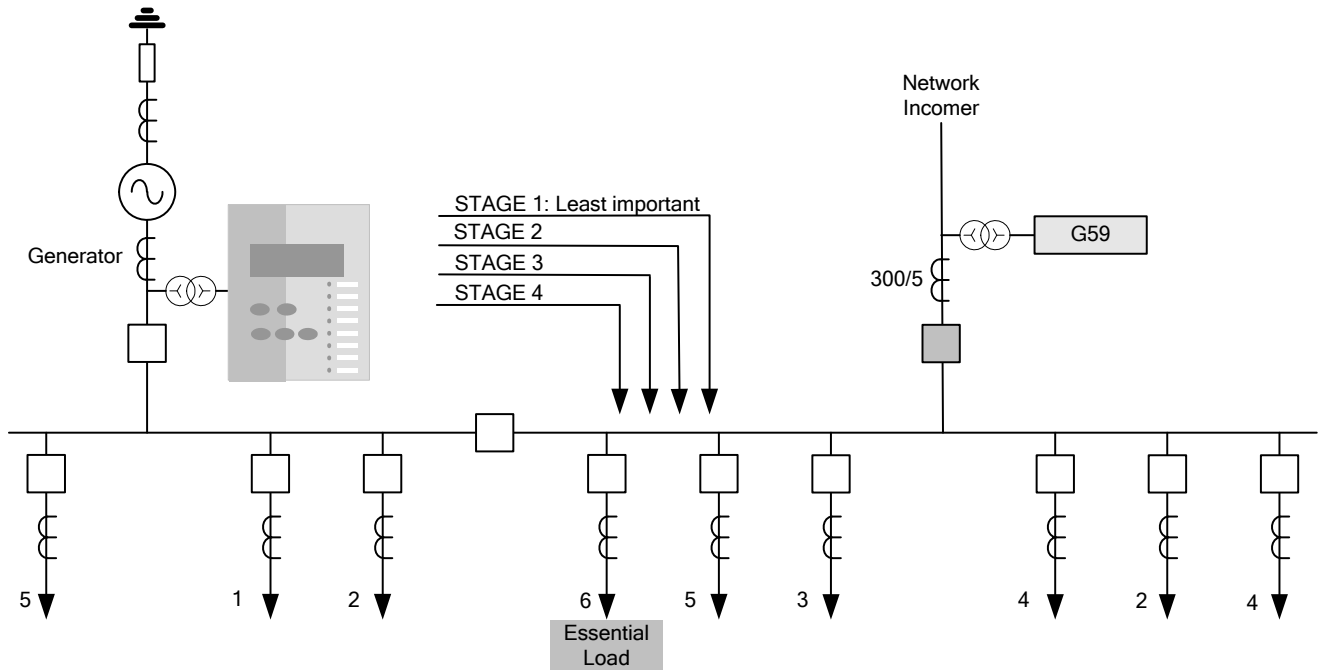 Network
Incomer
STAGE 1: Least important
STAGE 2
G59
Generator
STAGE 3
300/5
STAGE 4
5
1
2
6
5
3
4
2
4
Essential
Load